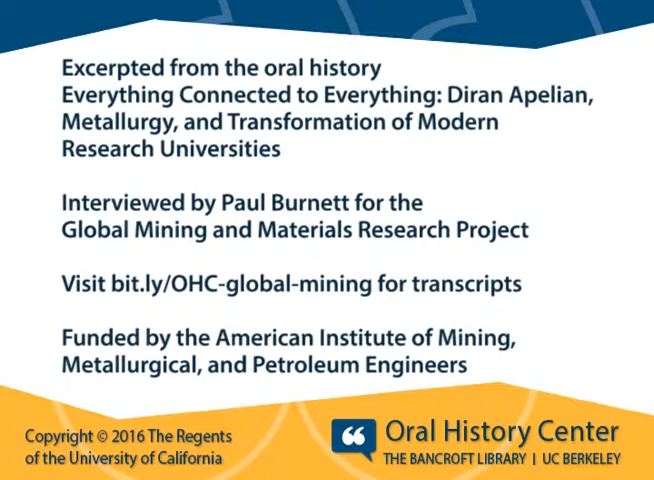 Excerpted from the oral history
Everything Connected to Everything: Diran Apelian,
Metallurgy, and Transformation of Modern
Research Universities
Interviewed by Paul Burnett for the
Global Mining and Materials Research Project
Visit bit.ly/OHC-global-mining for transcripts
Funded by the American Institute of Mining,
Metallurgical, and Petroleum Engineers
Copyright © 2016 The Regents
of the University of California
Oral History Center
THE BANCROFT LIBRARY | UC BERKELEY